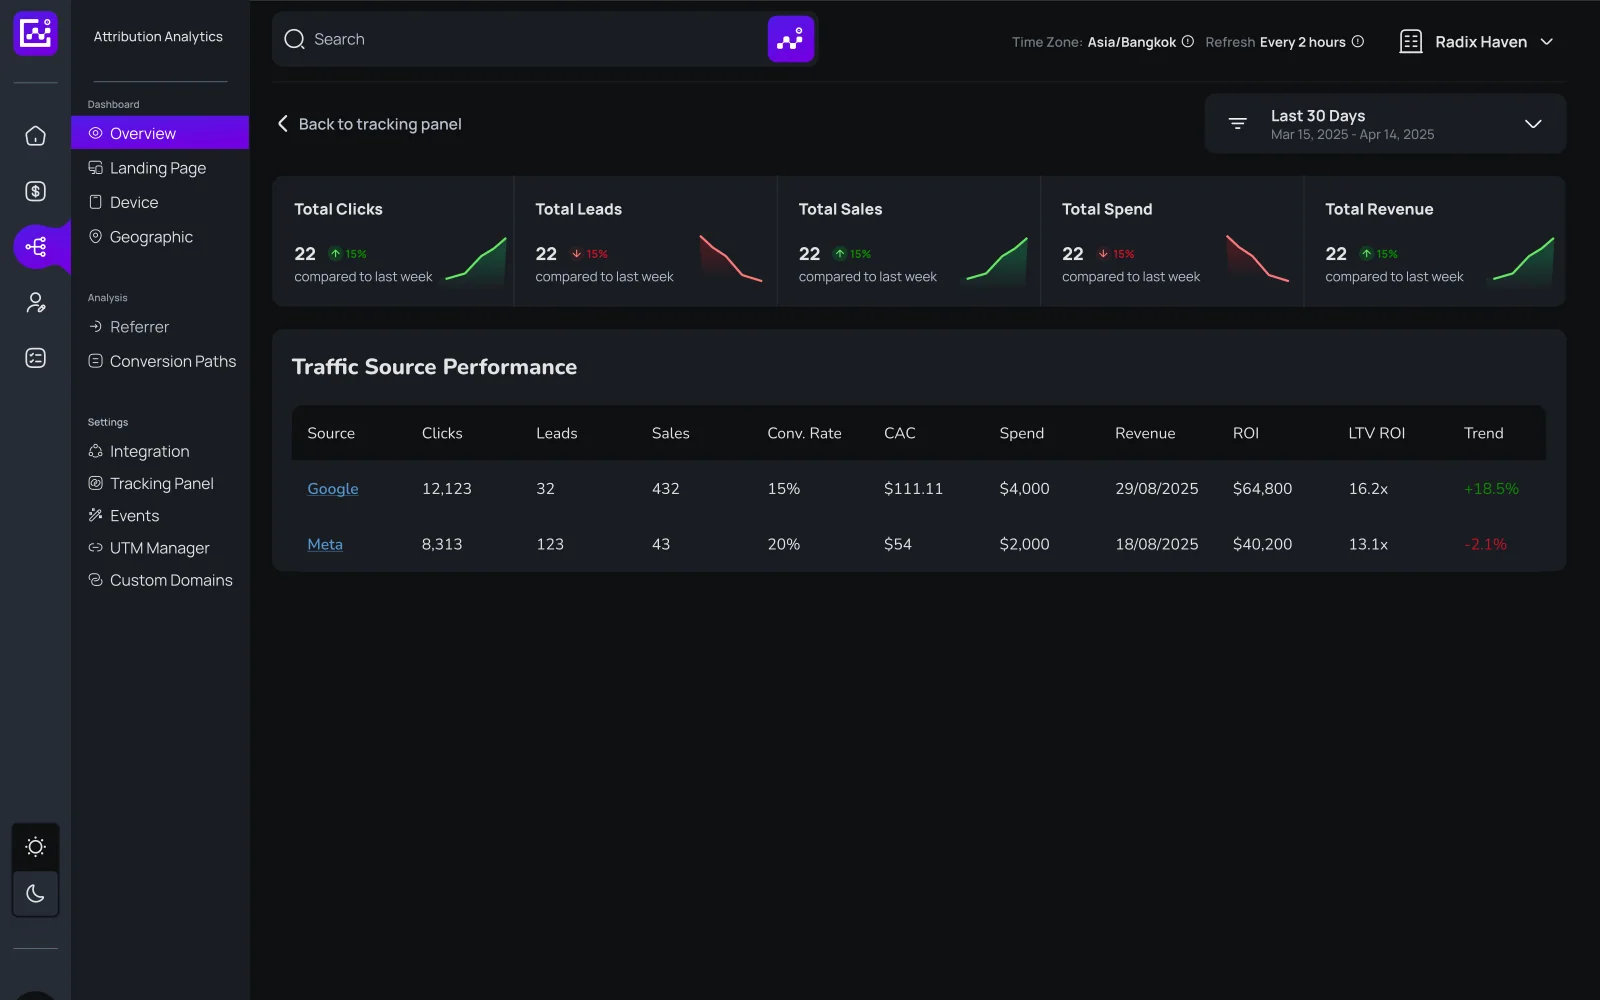 Attribution Analytics
Search
Time Zone: Asia/Bangkok Refresh Every 2 hours
Radix Haven
Dashboard
Overview
Landing Page
Device
Geographic
Analysis
Referrer
Conversion Paths
Settings
Integration
Tracking Panel
Events
UTM Manager
Custom Domains
Back to tracking panel
Last 30 Days
Mar 15, 2025 - Apr 14, 2025
Total Clicks
22 15%
compared to last week
Total Leads
22 15%
compared to last week
Total Sales
22 15%
compared to last week
Total Spend
22 15%
compared to last week
Total Revenue
22 15%
compared to last week
Traffic Source Performance
Source Clicks Leads Sales Conv. Rate CAC Spend Revenue ROI LTV ROI Trend
Google 12,123 32 432 15% $111.11 $4,000 29/08/2025 $64,800 16.2x +18.5%
Meta 8,313 123 43 20% $54 $2,000 18/08/2025 $40,200 13.1x -2.1%